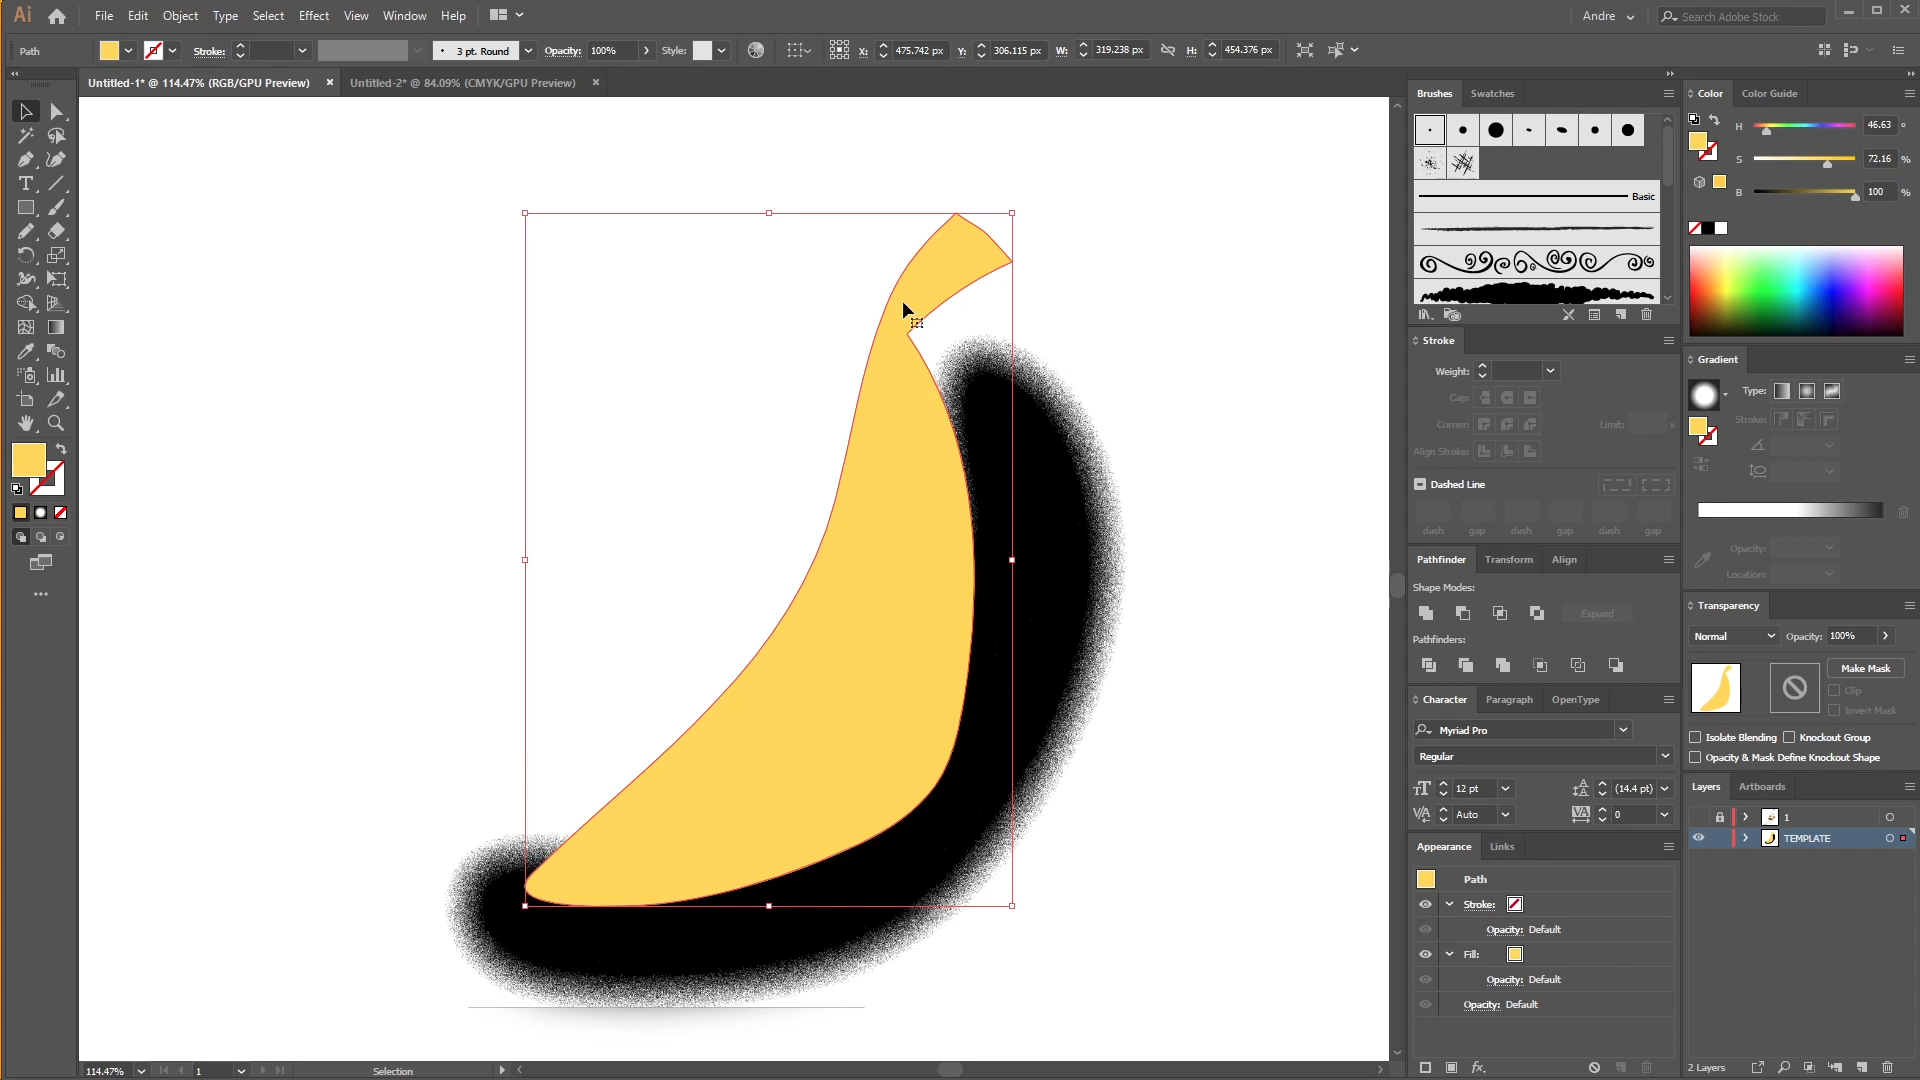 Ai File Edit Object Type Select Effect View Window Help Andre Search Adobe Stock
Path Stroke: 3 pt. Round Opacity: 100% Style: X: 475.742 px Y: 306.115 px W: 319.238 px H: 454.376 px
Untitled-1* @ 114.47% (RGB/GPU Preview) × Untitled-2* @ 84.09% (CMYK/GPU Preview) ×
Brushes Swatches
Basic
Stroke
Weight:
Cap:
Corner: Limit: x
Align Stroke:
Dashed Line
dash gap dash gap dash gap
Pathfinder Transform Align
Shape Modes:
Expand
Pathfinders:
Character Paragraph OpenType
Myriad Pro
Regular
12 pt (14.4 pt)
Auto 0
Appearance Links
Path
Stroke:
Opacity: Default
Fill:
Opacity: Default
Opacity: Default
fx.
Color Color Guide
H 46.63 °
S 72.16 %
B 100 %
Gradient
Type:
Stroke:
Opacity:
Location:
Transparency
Normal Opacity: 100%
Make Mask
Clip
Invert Mask
Isolate Blending Knockout Group
Opacity & Mask Define Knockout Shape
Layers Artboards
1
TEMPLATE
2 Layers
114.47% 1 Selection